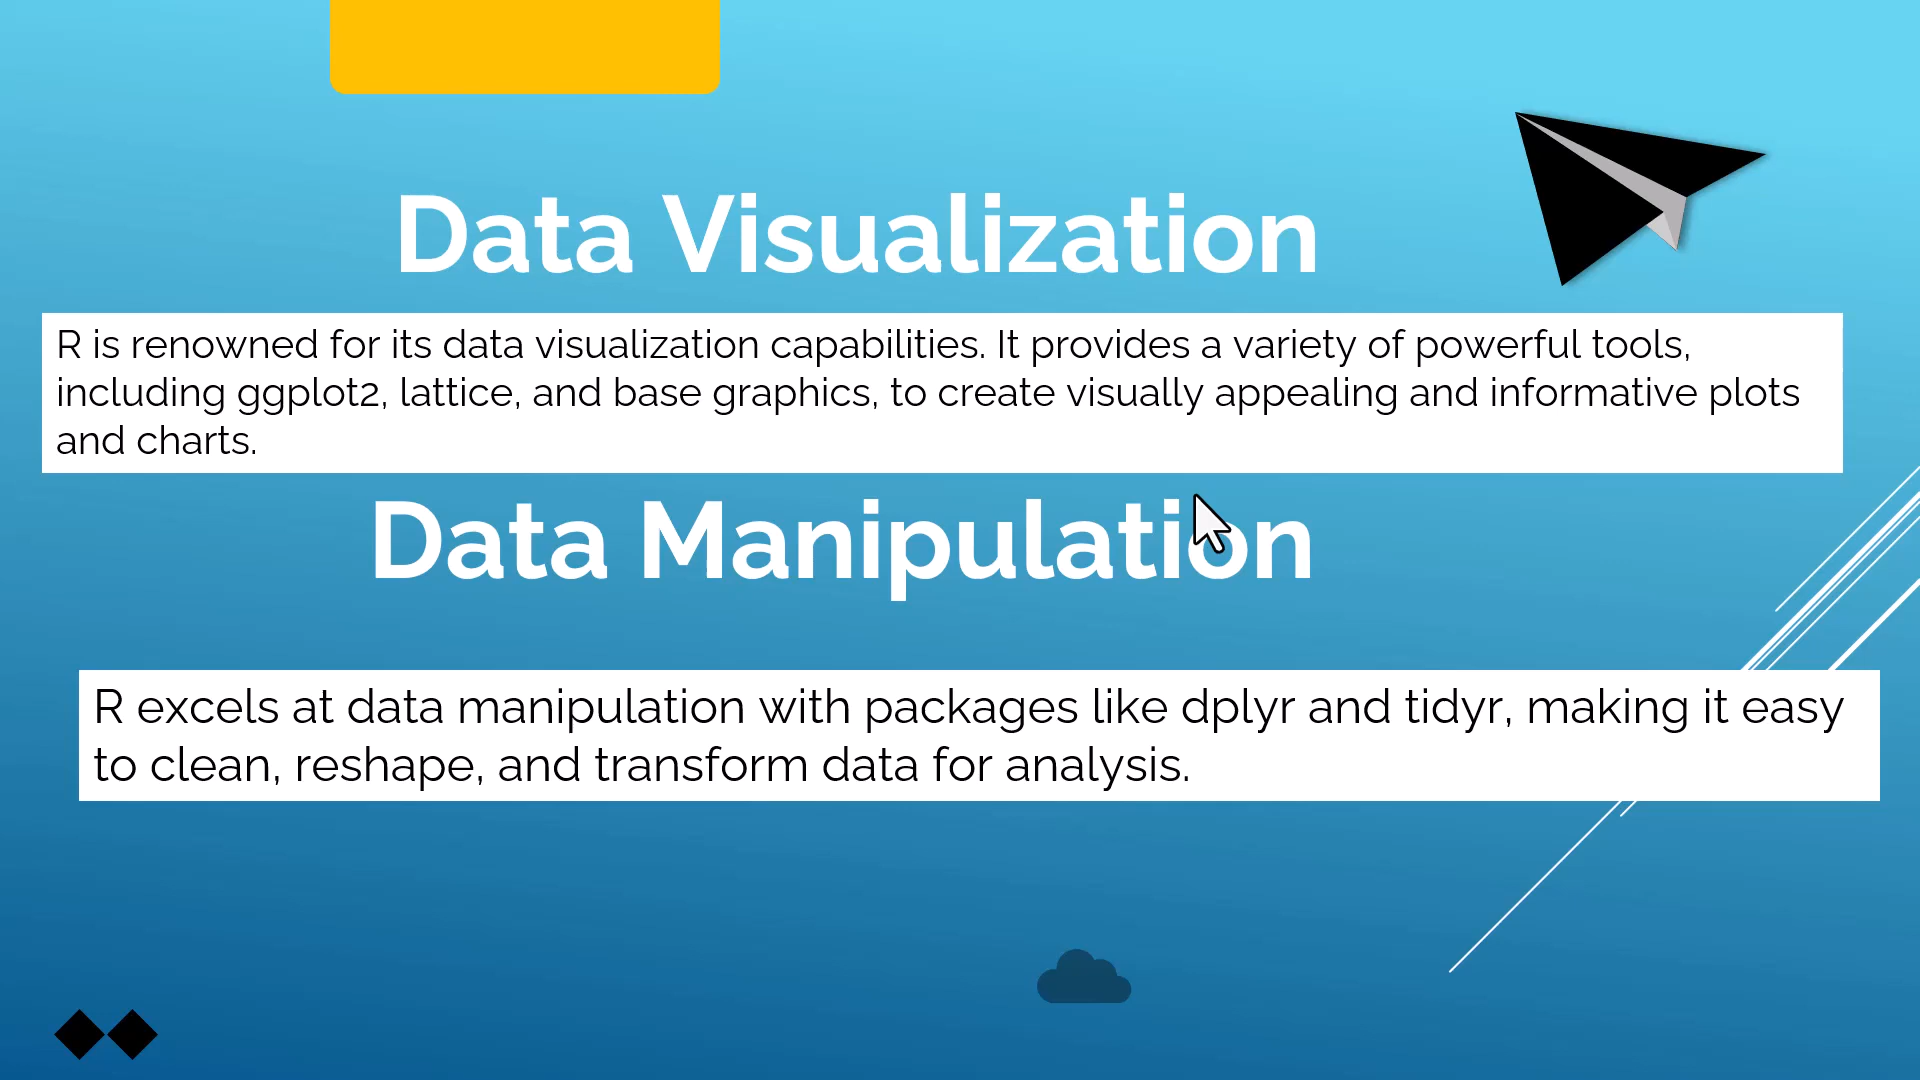 Data Visualization
R is renowned for its data visualization capabilities. It provides a variety of powerful tools,
including ggplot2, lattice, and base graphics, to create visually appealing and informative plots
and charts.
Data Manipulation
R excels at data manipulation with packages like dplyr and tidyr, making it easy
to clean, reshape, and transform data for analysis.